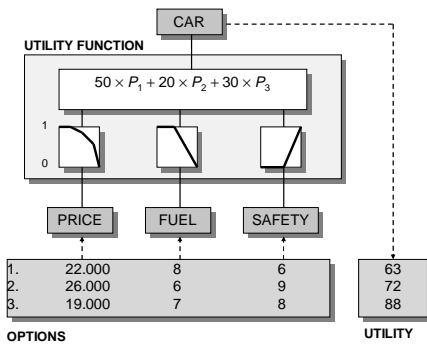 CAR
UTILITY FUNCTION
50 × P1 + 20 × P2 + 30 × P3
1
0
PRICE FUEL SAFETY
1. 22.000 8 6 63
2. 26.000 6 9 72
3. 19.000 7 8 88
OPTIONS UTILITY